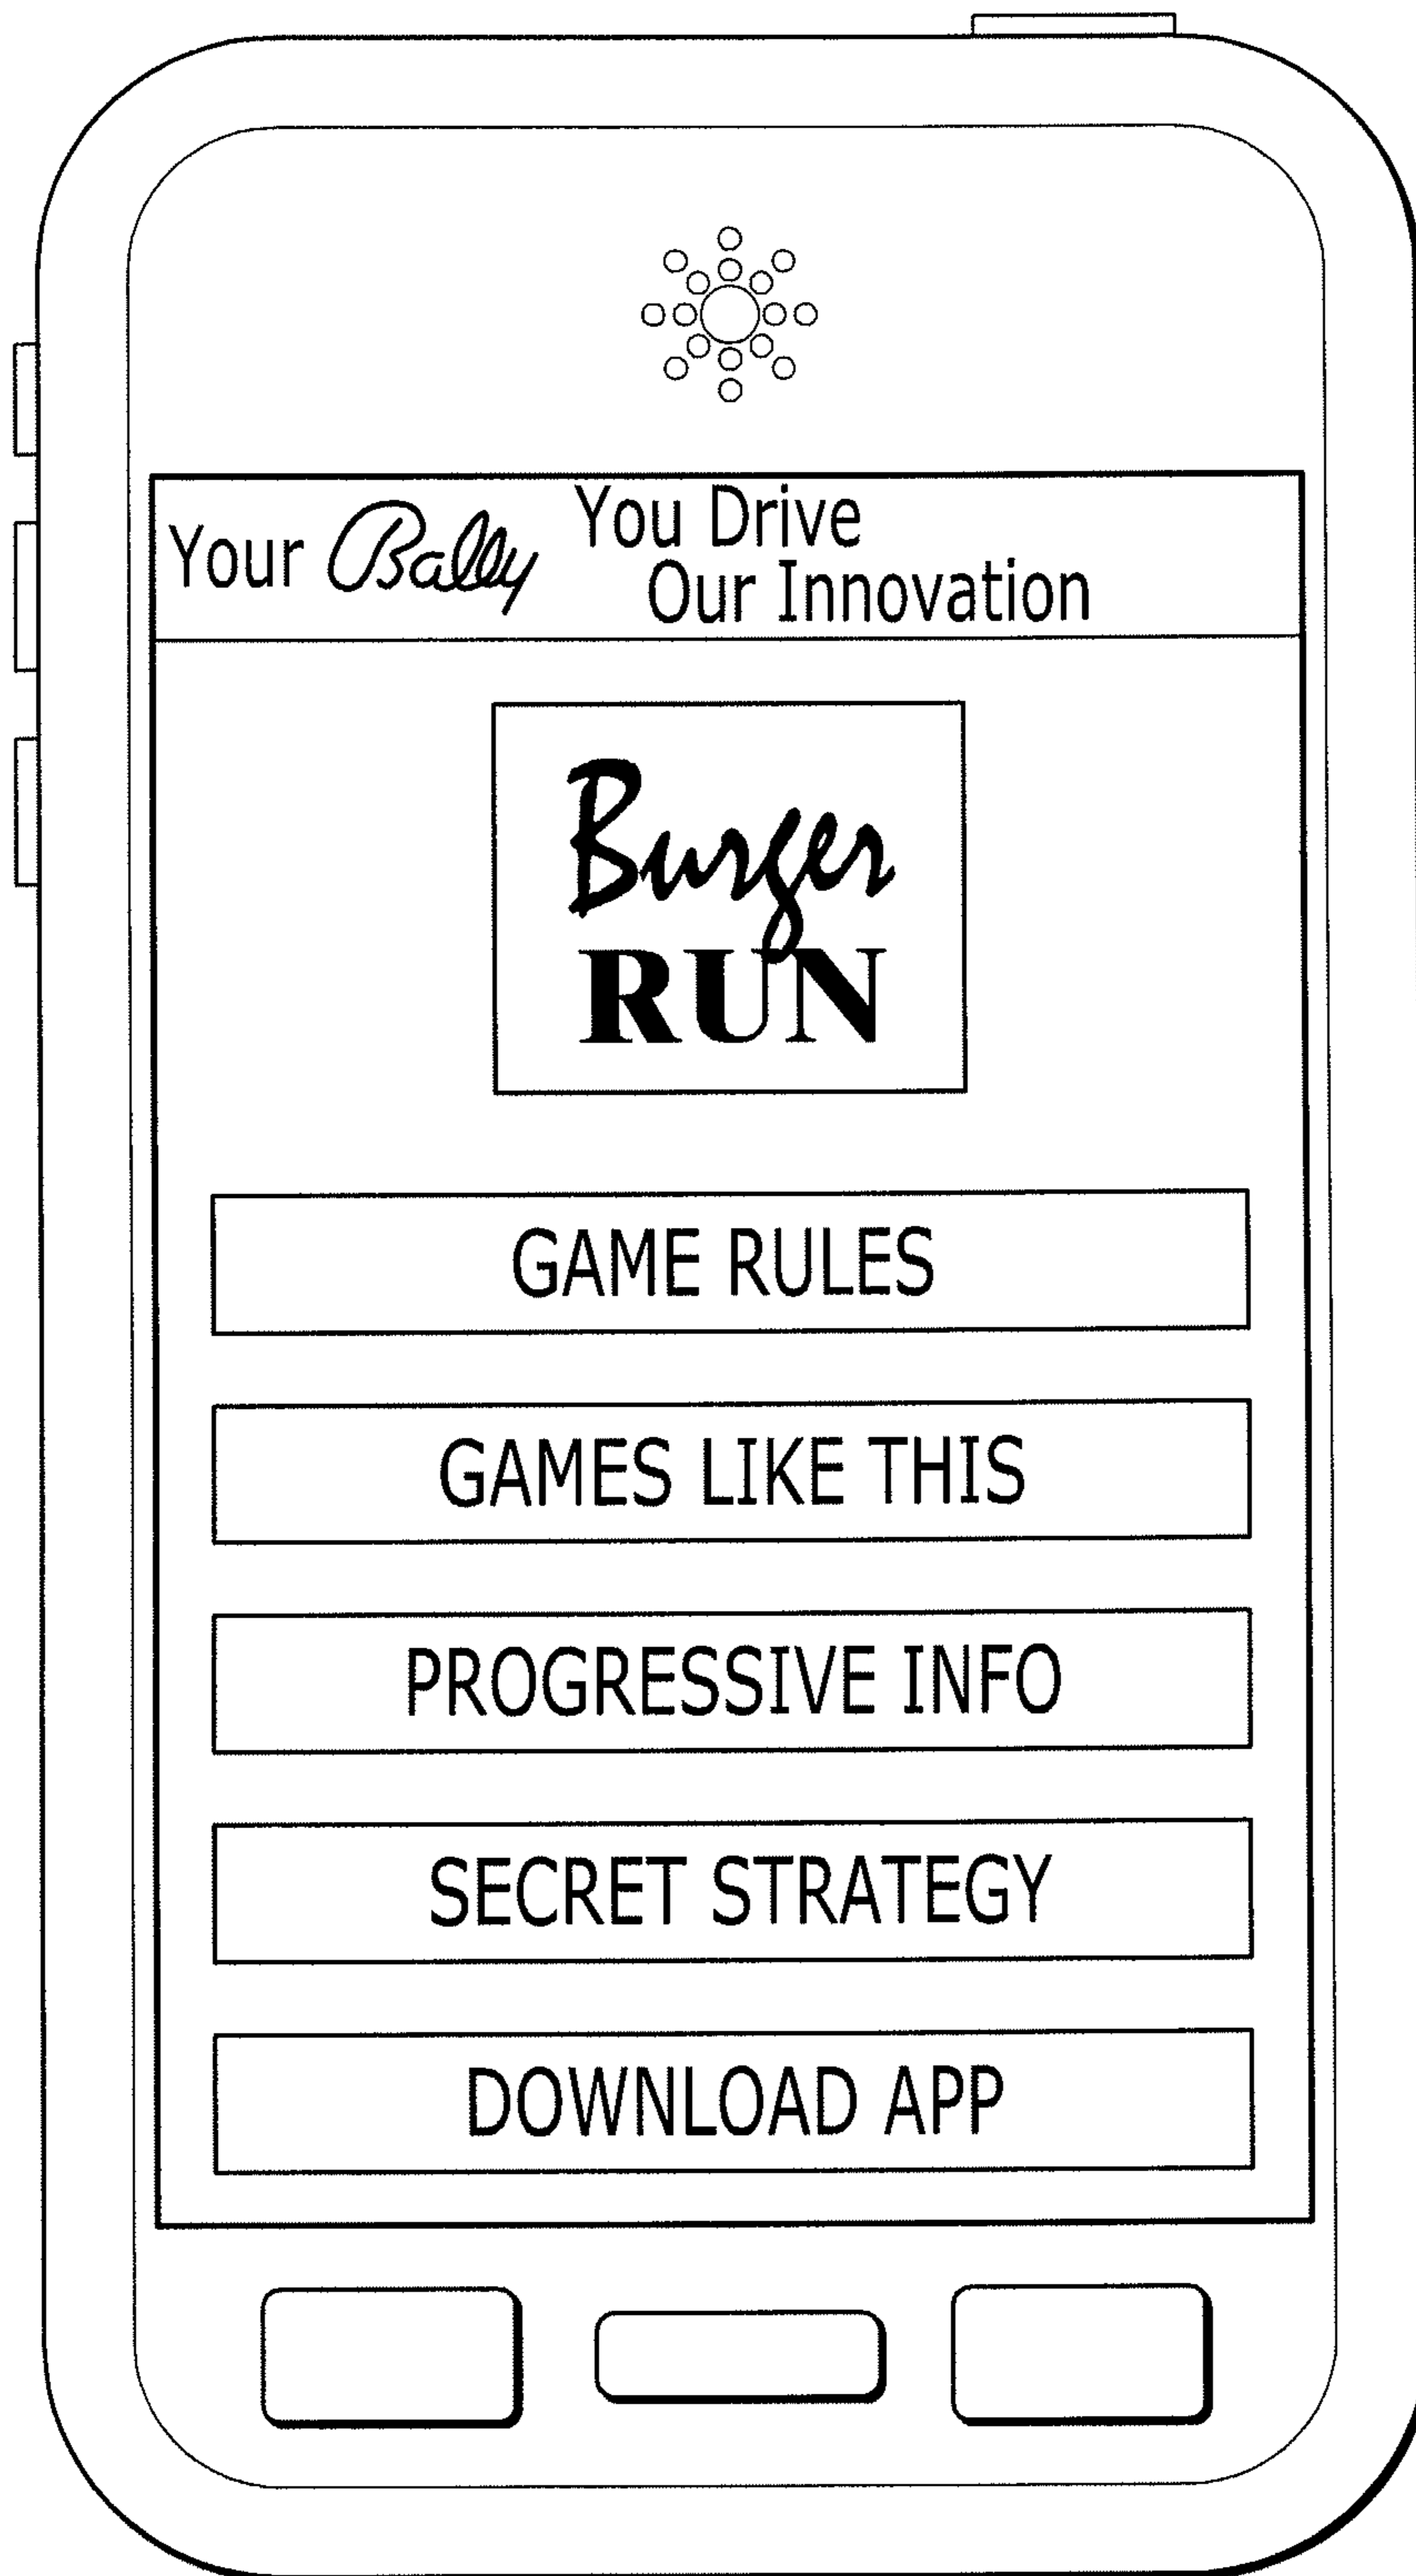 Your Bally You Drive
Our Innovation
Burger
RUN
GAME RULES
GAMES LIKE THIS
PROGRESSIVE INFO
SECRET STRATEGY
DOWNLOAD APP